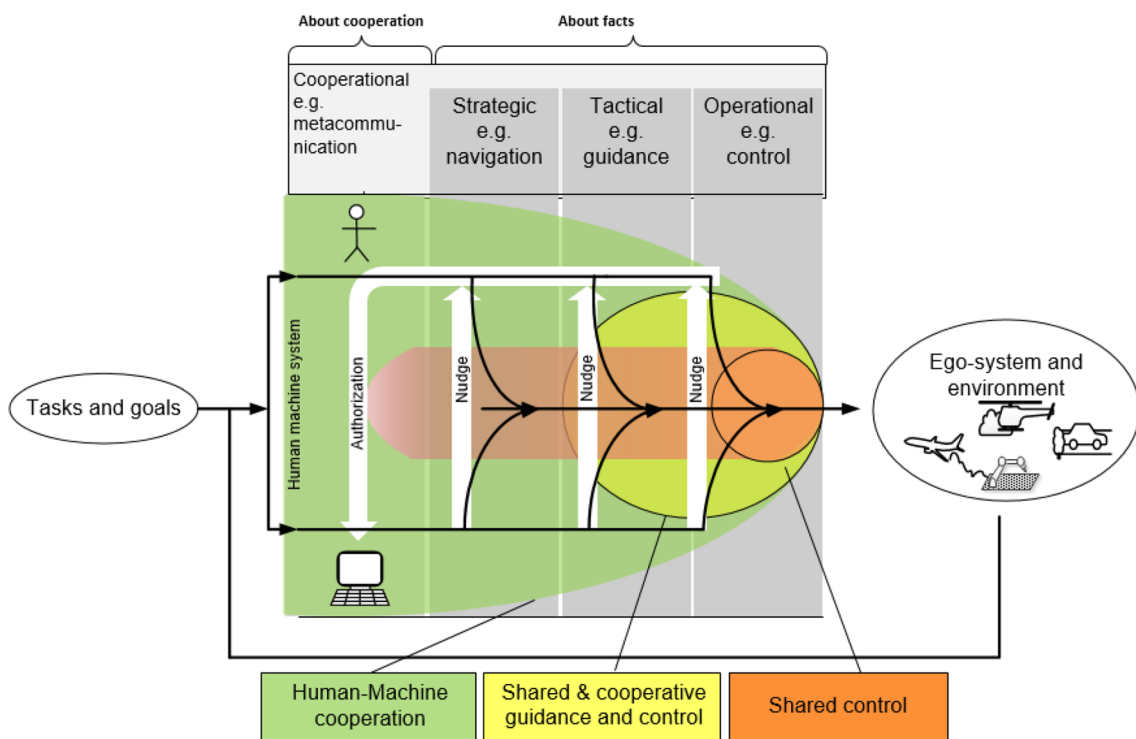 About cooperation
About facts
Cooperational
e.g.
metacommu-
nication
Strategic
e.g.
navigation
Tactical
e.g.
guidance
Operational
e.g.
control
Tasks and goals
Human machine system
Authorization
Nudge
Nudge
Nudge
Ego-system and
environment
Human-Machine
cooperation
Shared & cooperative
guidance and control
Shared control